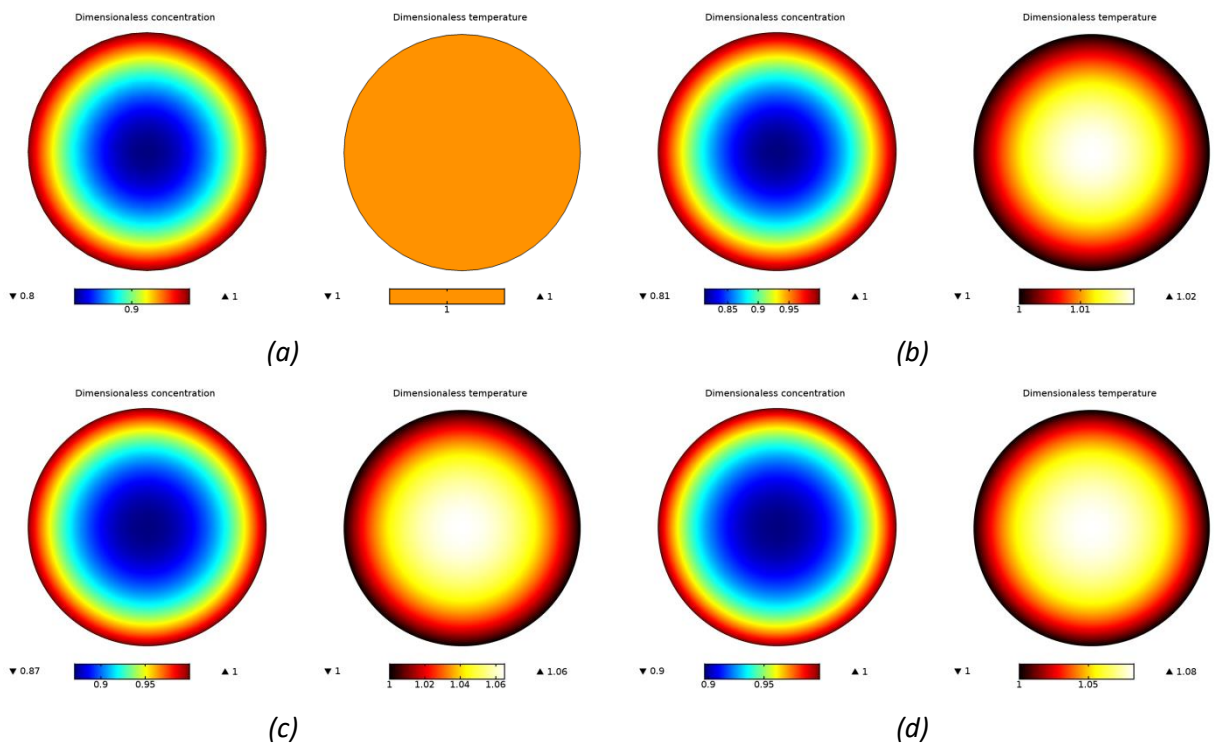 Dimensionaless concentration Dimensionaless temperature Dimensionaless concentration Dimensionaless temperature
▼ 0.8 ▲ 1 ▼ 1 ▲ 1 ▼ 0.81 ▲ 1 ▼ 1 ▲ 1.02
0.9 1 0.85 0.9 0.95 1 1.01
(a) (b)
Dimensionaless concentration Dimensionaless temperature Dimensionaless concentration Dimensionaless temperature
▼ 0.87 ▲ 1 ▼ 1 ▲ 1.06 ▼ 0.9 ▲ 1 ▼ 1 ▲ 1.08
0.9 0.95 1 1.02 1.04 1.06 0.9 0.95 1 1.05
(c) (d)